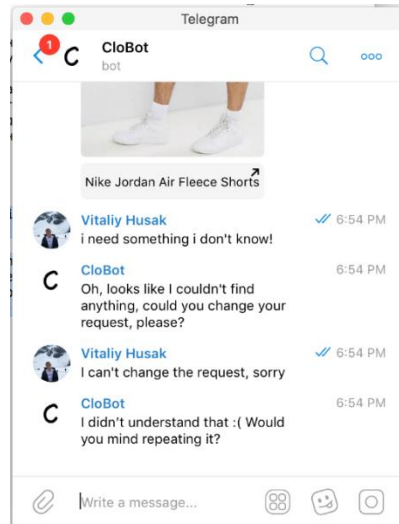 Telegram
1
C
CloBot
bot
Nike Jordan Air Fleece Shorts
Vitaliy Husak
6:54 PM
i need something i don't know!
C
CloBot
6:54 PM
Oh, looks like I couldn't find
anything, could you change your
request, please?
Vitaliy Husak
6:54 PM
I can't change the request, sorry
C
CloBot
6:54 PM
I didn't understand that :( Would
you mind repeating it?
Write a message...